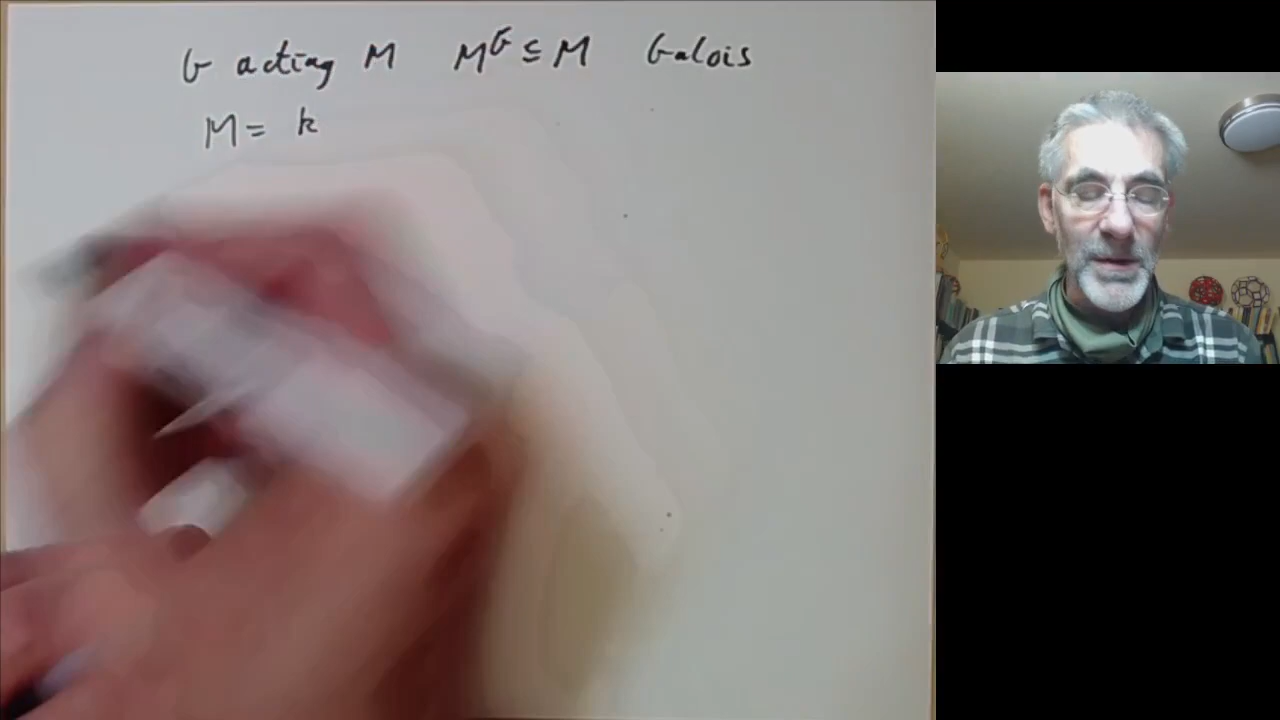 G acting M M^G ⊆ M Galois
M = k